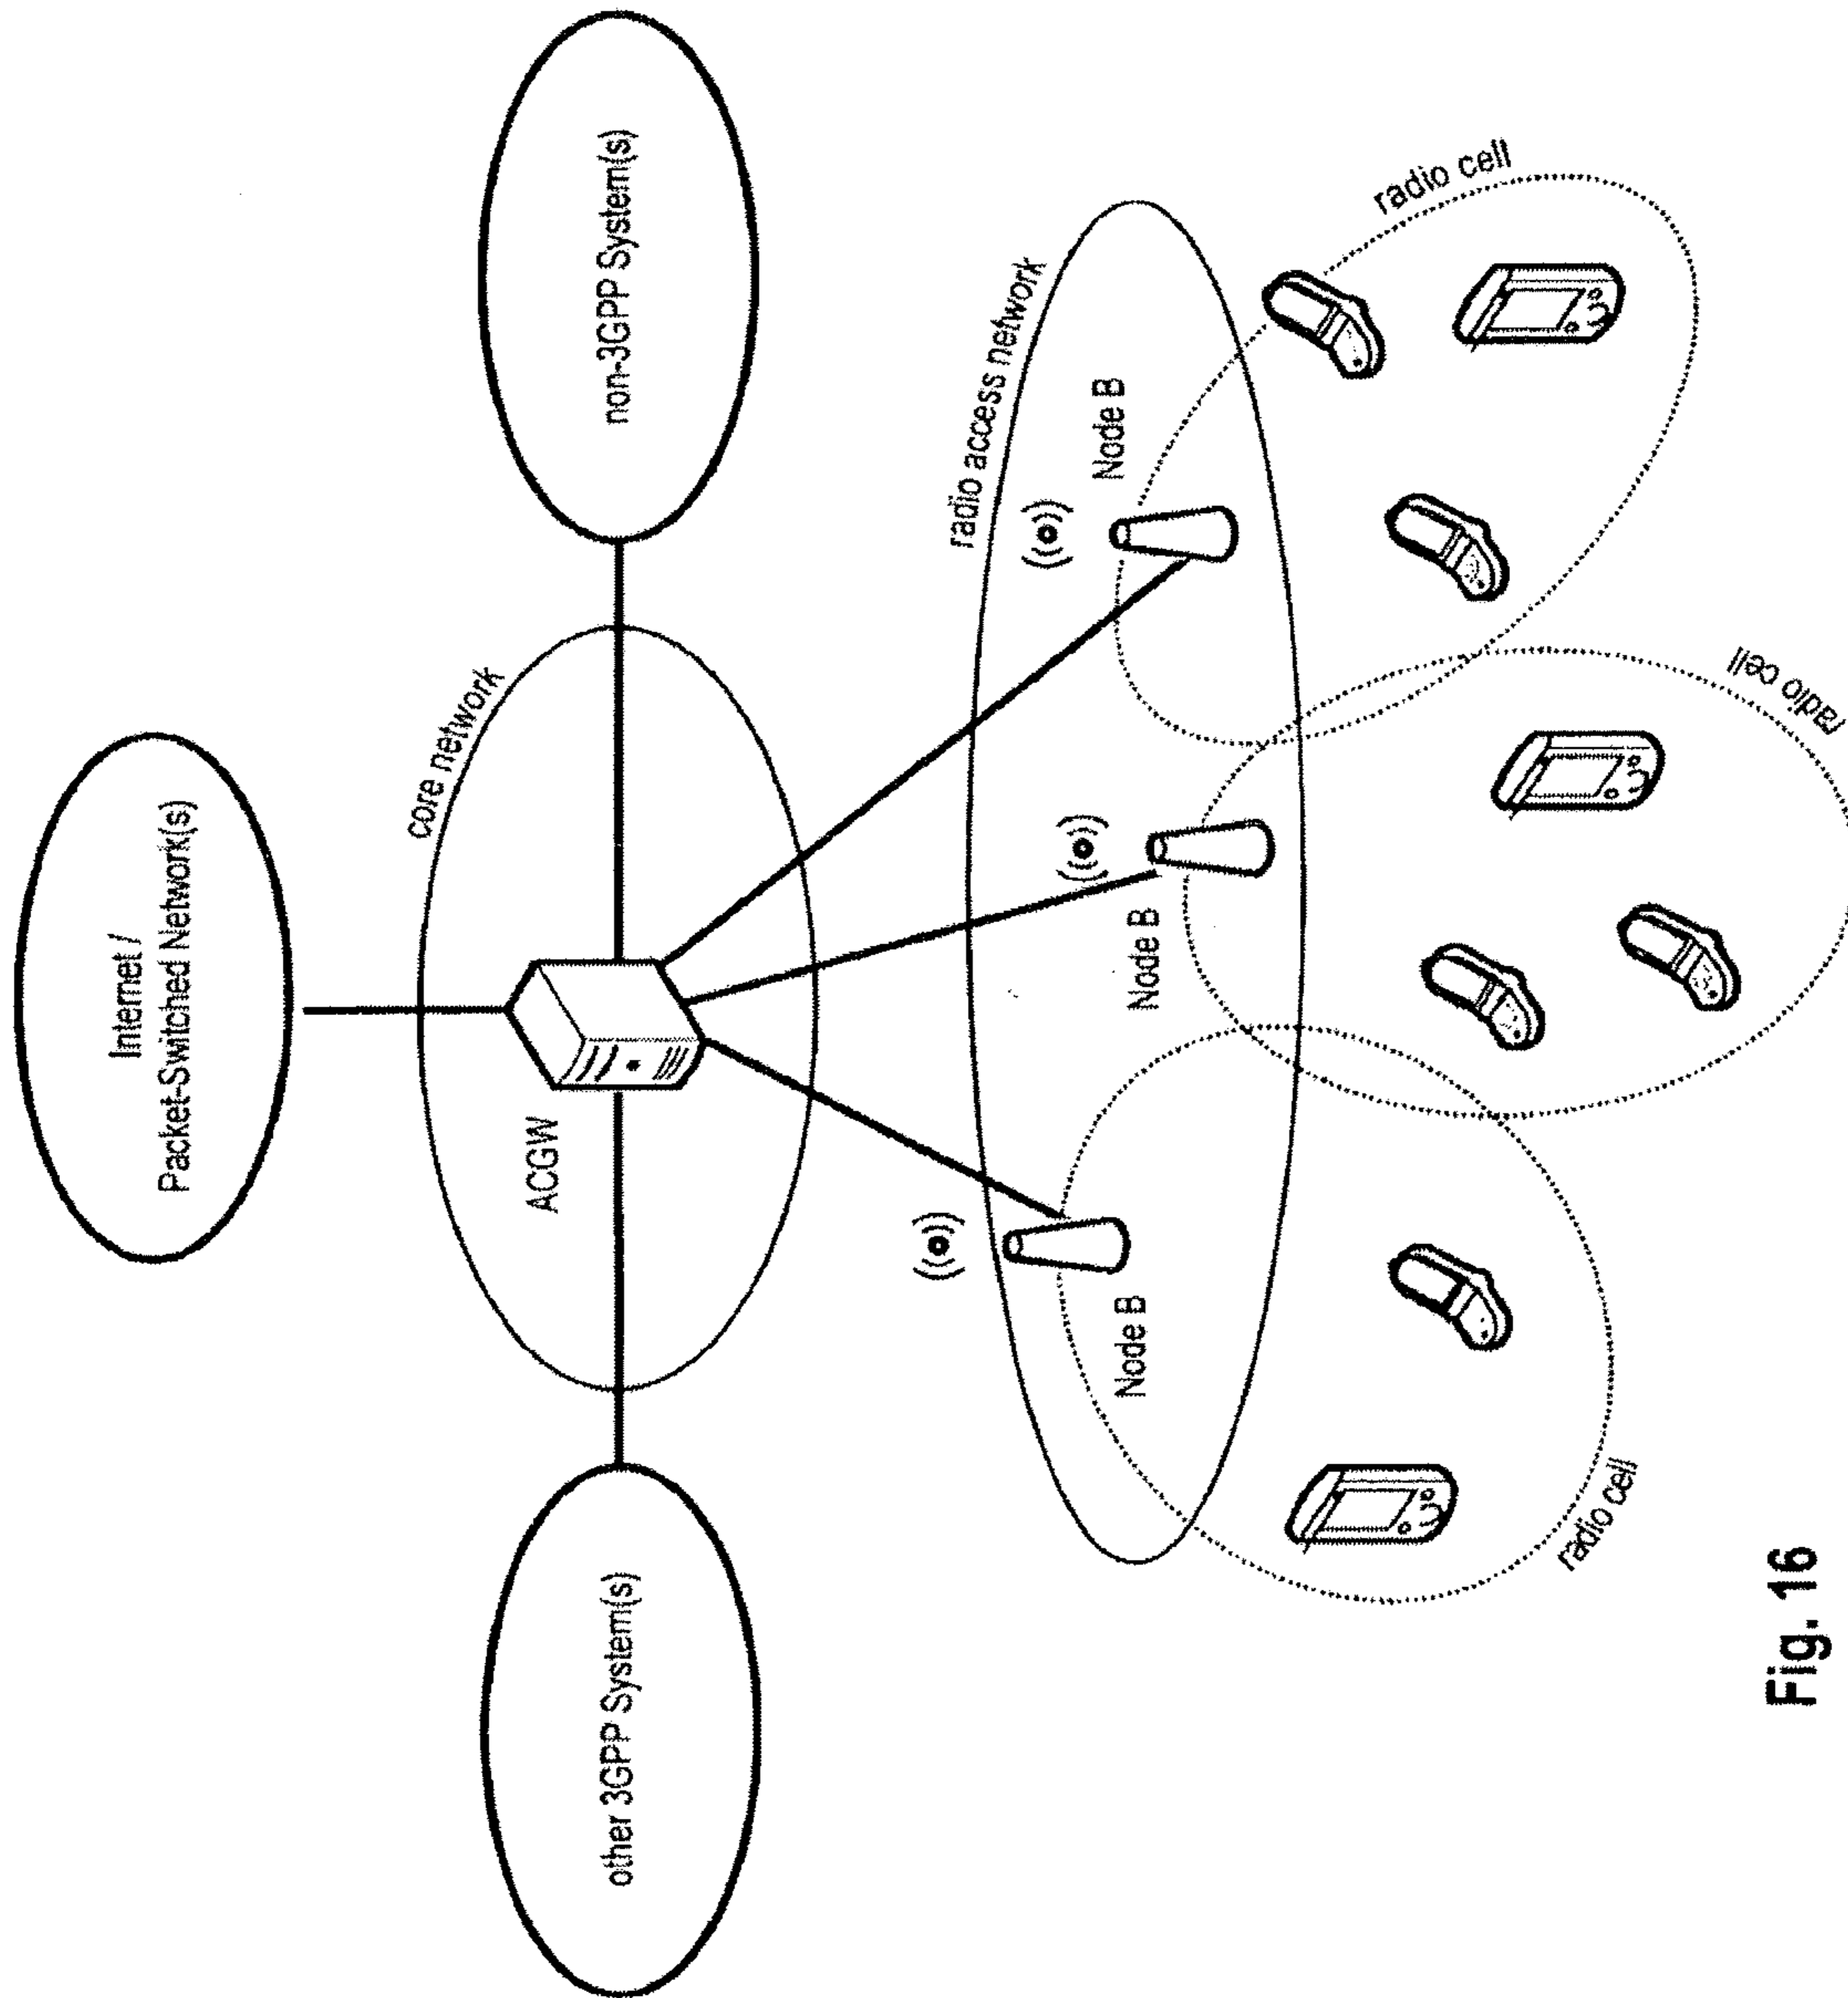 Internet /
Packet-Switched Network(s)
core network
ACGW
other 3GPP System(s)
non-3GPP System(s)
radio access network
Node B
Node B
Node B
radio cell
radio cell
radio cell
Fig. 16